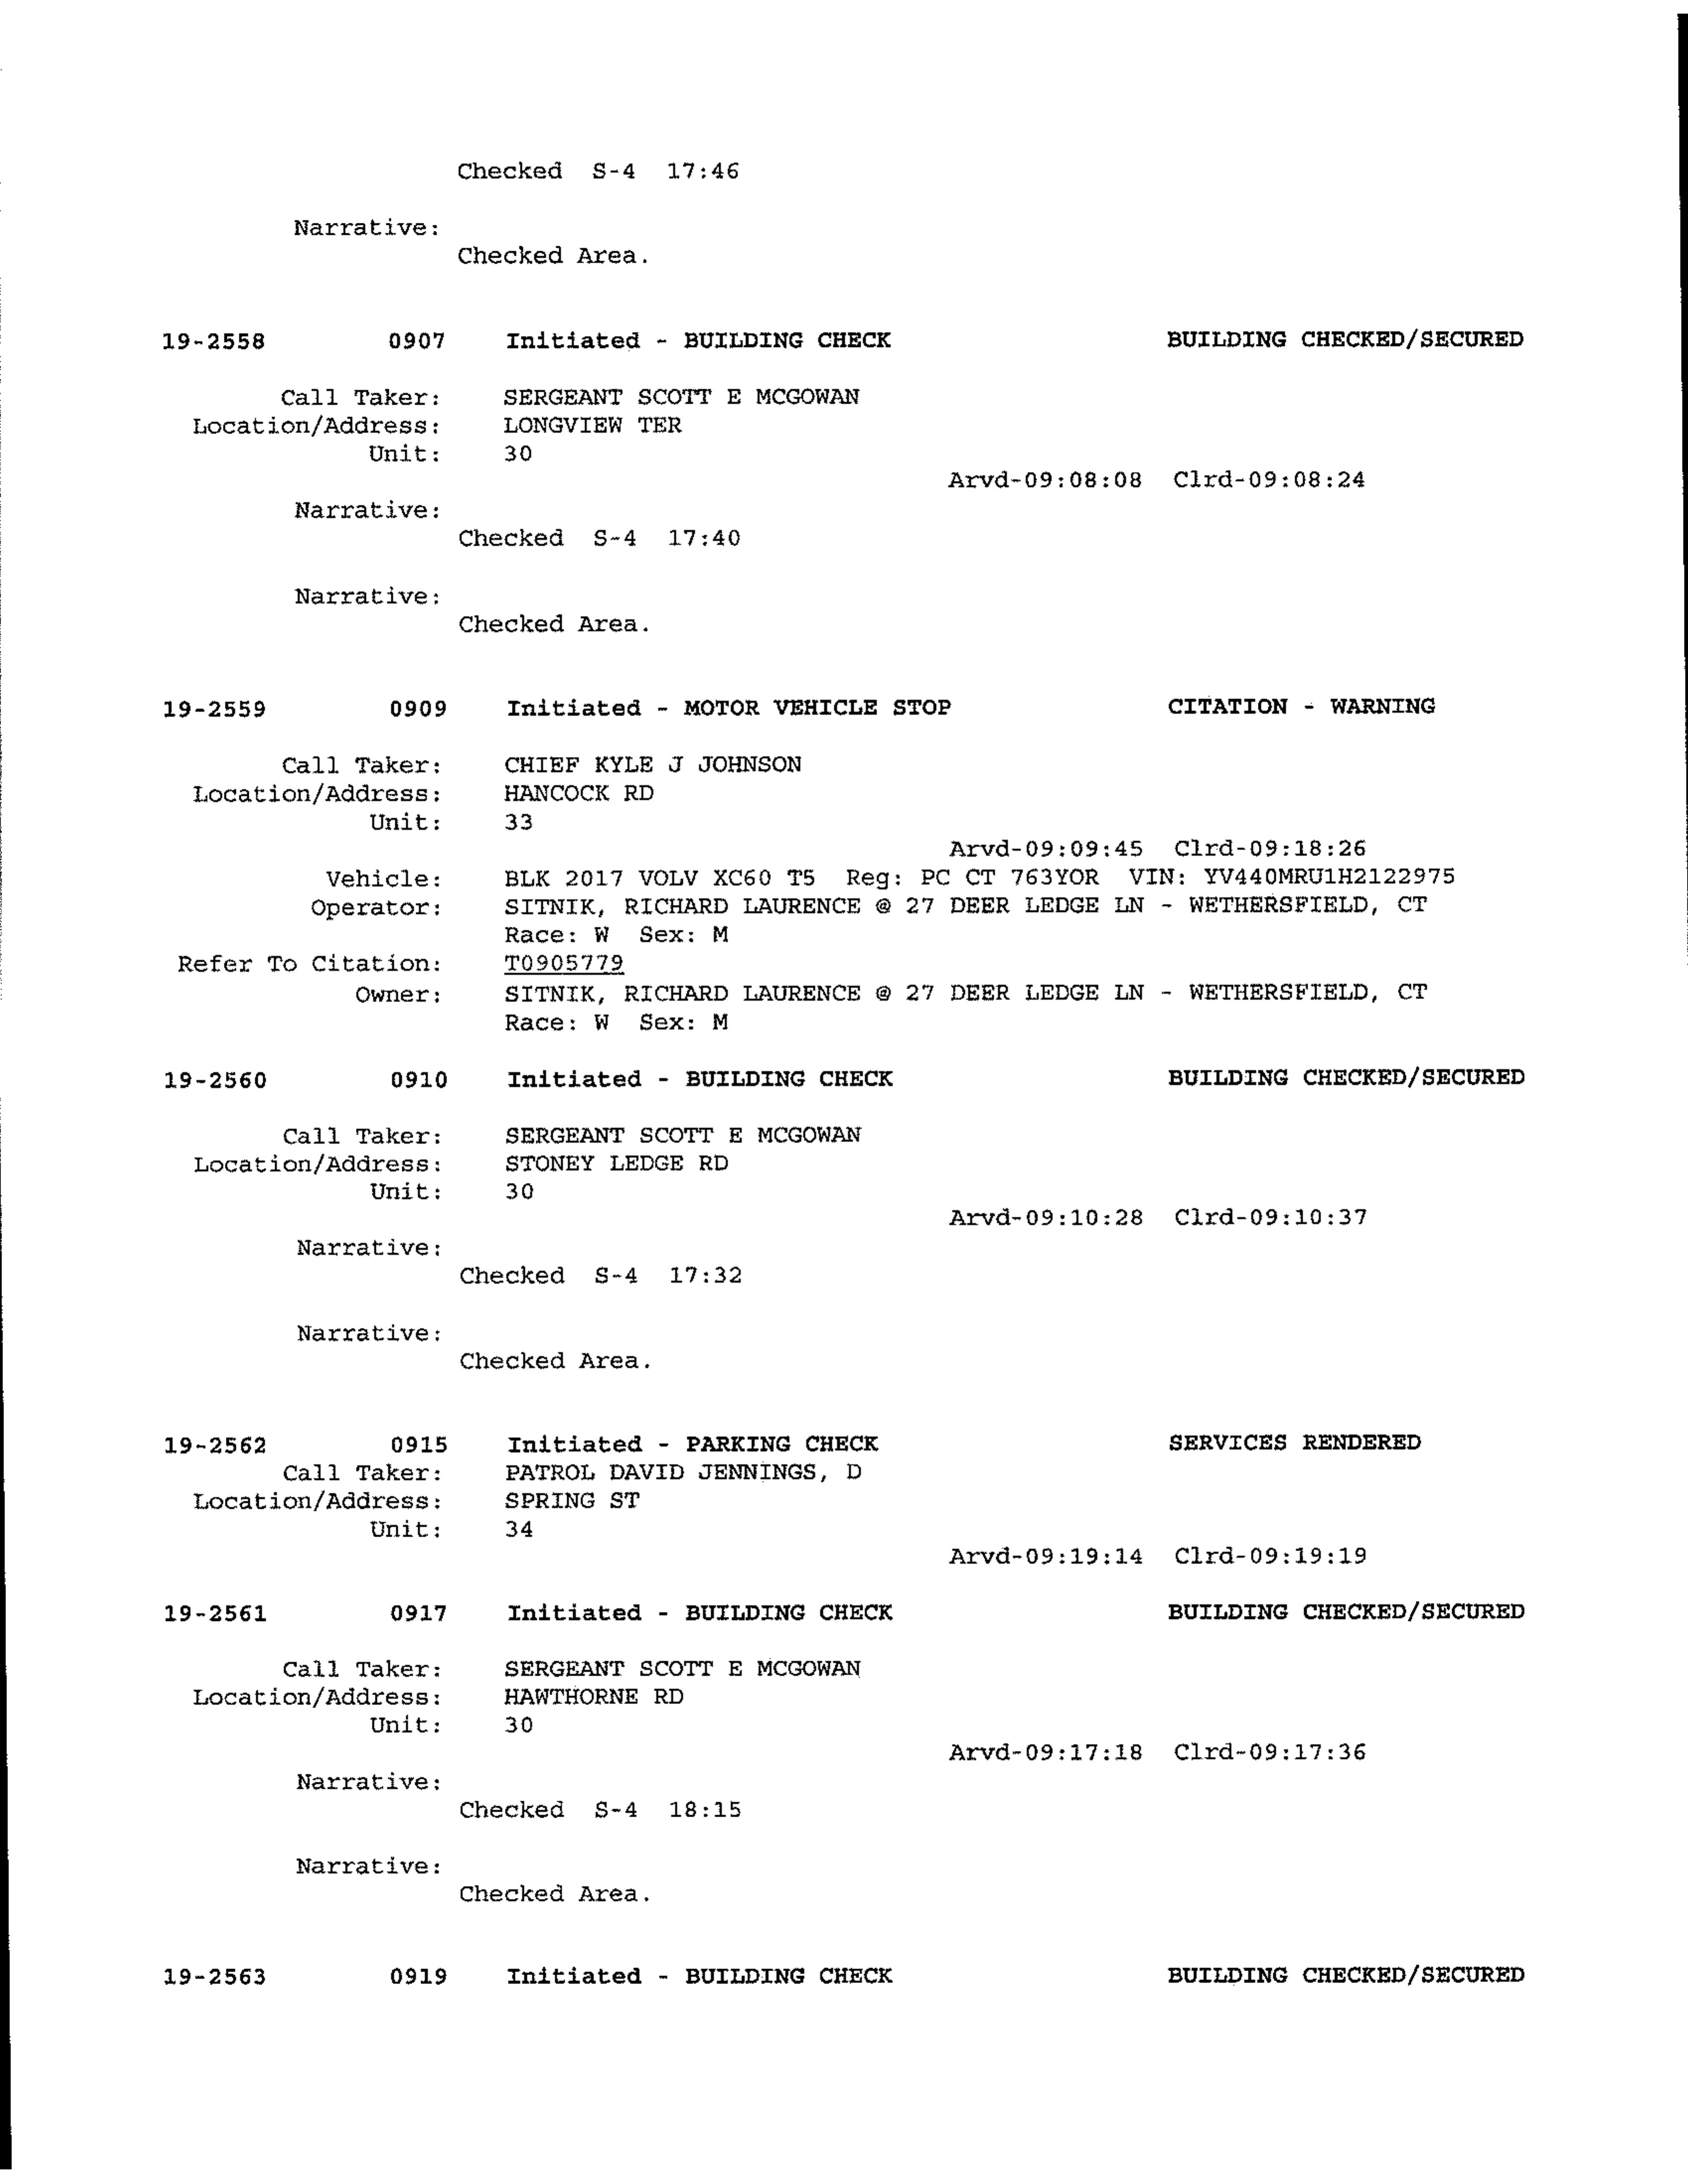 Checked S-4 17:46
Narrative:
Checked Area.
19-2558 0907 Initiated - BUILDING CHECK BUILDING CHECKED/SECURED
Call Taker: SERGEANT SCOTT E MCGOWAN
Location/Address: LONGVIEW TER
Unit: 30
Arvd-09:08:08 Clrd-09:08:24
Narrative:
Checked S-4 17:40
Narrative:
Checked Area.
19-2559 0909 Initiated - MOTOR VEHICLE STOP CITATION - WARNING
Call Taker: CHIEF KYLE J JOHNSON
Location/Address: HANCOCK RD
Unit: 33
Arvd-09:09:45 Clrd-09:18:26
Vehicle: BLK 2017 VOLV XC60 T5 Reg: PC CT 763YOR VIN: YV440MRU1H2122975
Operator: SITNIK, RICHARD LAURENCE @ 27 DEER LEDGE LN - WETHERSFIELD, CT
Race: W Sex: M
Refer To Citation: T0905779
Owner: SITNIK, RICHARD LAURENCE @ 27 DEER LEDGE LN - WETHERSFIELD, CT
Race: W Sex: M
19-2560 0910 Initiated - BUILDING CHECK BUILDING CHECKED/SECURED
Call Taker: SERGEANT SCOTT E MCGOWAN
Location/Address: STONEY LEDGE RD
Unit: 30
Arvd-09:10:28 Clrd-09:10:37
Narrative:
Checked S-4 17:32
Narrative:
Checked Area.
19-2562 0915 Initiated - PARKING CHECK SERVICES RENDERED
Call Taker: PATROL DAVID JENNINGS, D
Location/Address: SPRING ST
Unit: 34
Arvd-09:19:14 Clrd-09:19:19
19-2561 0917 Initiated - BUILDING CHECK BUILDING CHECKED/SECURED
Call Taker: SERGEANT SCOTT E MCGOWAN
Location/Address: HAWTHORNE RD
Unit: 30
Arvd-09:17:18 Clrd-09:17:36
Narrative:
Checked S-4 18:15
Narrative:
Checked Area.
19-2563 0919 Initiated - BUILDING CHECK BUILDING CHECKED/SECURED